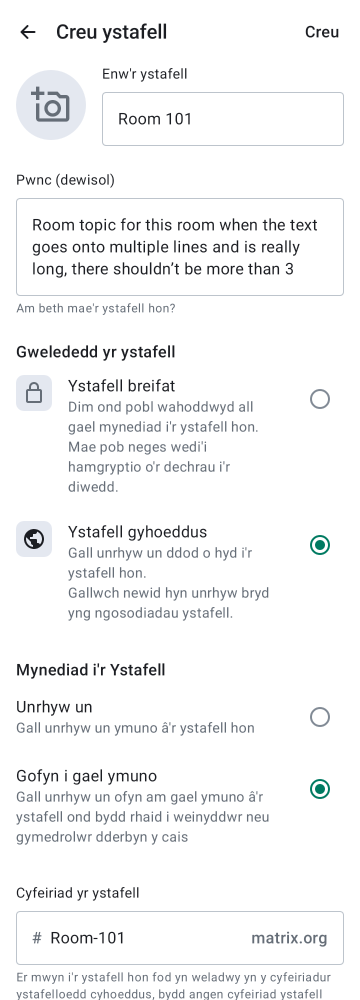 Creu ystafell
Creu
Enw'r ystafell
Room 101
Pwnc (dewisol)
Room topic for this room when the text
goes onto multiple lines and is really
long, there shouldn’t be more than 3
Am beth mae'r ystafell hon?
Gwelededd yr ystafell
Ystafell breifat
Dim ond pobl wahoddwyd all
gael mynediad i'r ystafell hon.
Mae pob neges wedi’i
hamgryptio o'r dechrau i'r
diwedd.
Ystafell gyhoeddus
Gall unrhyw un ddod o hyd i'r
ystafell hon.
Gallwch newid hyn unrhyw bryd
yng ngosodiadau ystafell.
Mynediad i'r Ystafell
Unrhyw un
Gall unrhyw un ymuno â'r ystafell hon
Gofyn i gael ymuno
Gall unrhyw un ofyn am gael ymuno â'r
ystafell ond bydd rhaid i weinyddwr neu
gymedrolwr dderbyn y cais
Cyfeiriad yr ystafell
# Room-101 matrix.org
Er mwyn i'r ystafell hon fod yn weladwy yn y cyfeiriadur
ystafelloedd cyhoeddus, bydd angen cyfeiriad ystafell